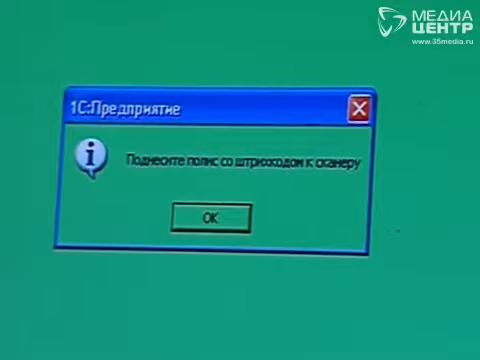 МЕДИА
ЦЕНТР
www.35media.ru
1С:Предприятие
Поднесите полис со штрихкодом к сканеру
ОК